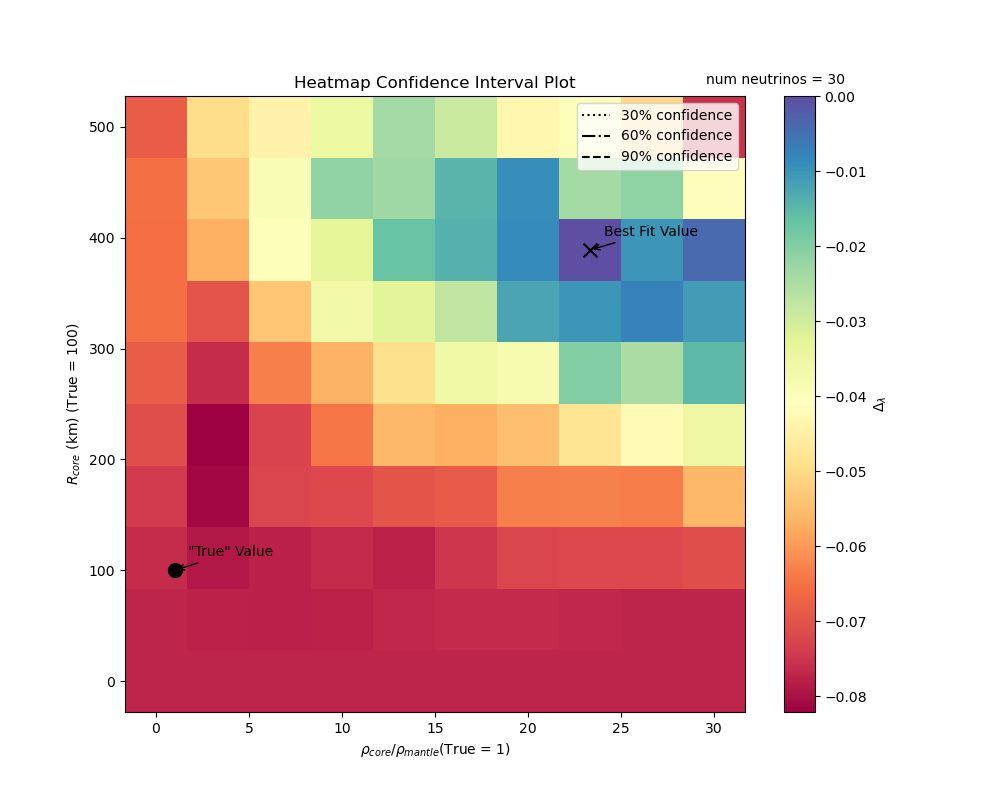 num neutrinos = 30
Heatmap Confidence Interval Plot
30% confidence
60% confidence
90% confidence
Best Fit Value
"True" Value
R_core (km) (True = 100)
500
400
300
200
100
0
0 5 10 15 20 25 30
ρ_core/ρ_mantle(True = 1)
0.00
−0.01
−0.02
−0.03
−0.04
−0.05
−0.06
−0.07
−0.08
Δ_λ